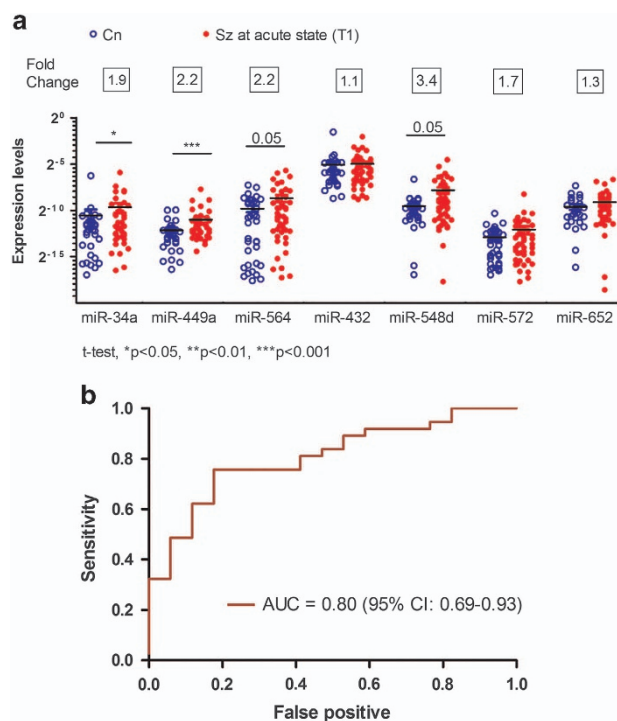 a
Cn Sz at acute state (T1)
Fold
Change 1.9 2.2 2.2 1.1 3.4 1.7 1.3
* *** 0.05 0.05
Expression levels
2^0
2^-5
2^-10
2^-15
miR-34a miR-449a miR-564 miR-432 miR-548d miR-572 miR-652
t-test, *p<0.05, **p<0.01, ***p<0.001
b
Sensitivity
1.0
0.8
0.6
0.4
0.2
0.0
AUC = 0.80 (95% CI: 0.69-0.93)
0.0 0.2 0.4 0.6 0.8 1.0
False positive